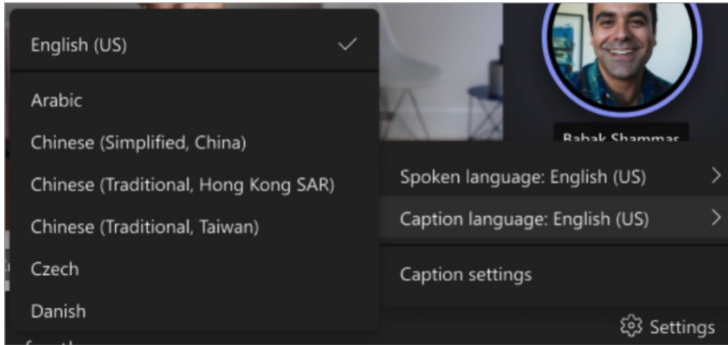 English (US)
Arabic
Chinese (Simplified, China)
Chinese (Traditional, Hong Kong SAR)
Chinese (Traditional, Taiwan)
Czech
Danish
Babak Shammas
Spoken language: English (US)
Caption language: English (US)
Caption settings
Settings